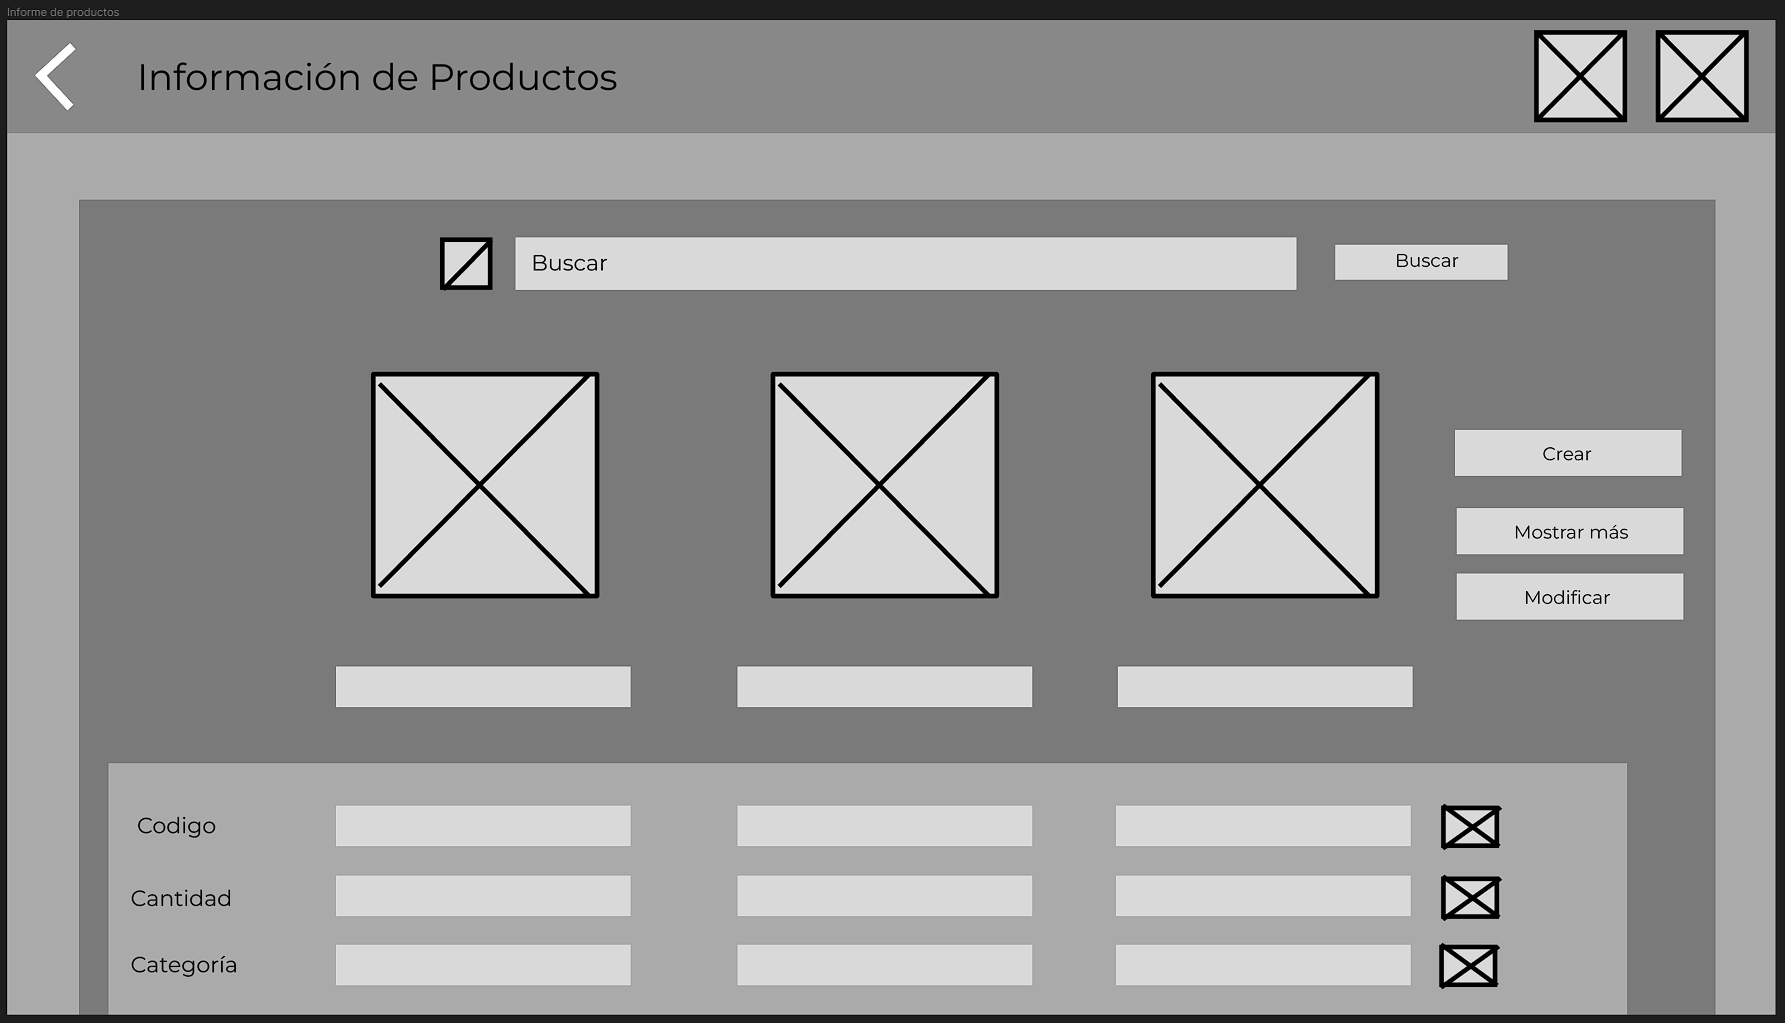 Informe de productos
Información de Productos
Buscar
Buscar
Crear
Mostrar más
Modificar
Codigo
Cantidad
Categoría